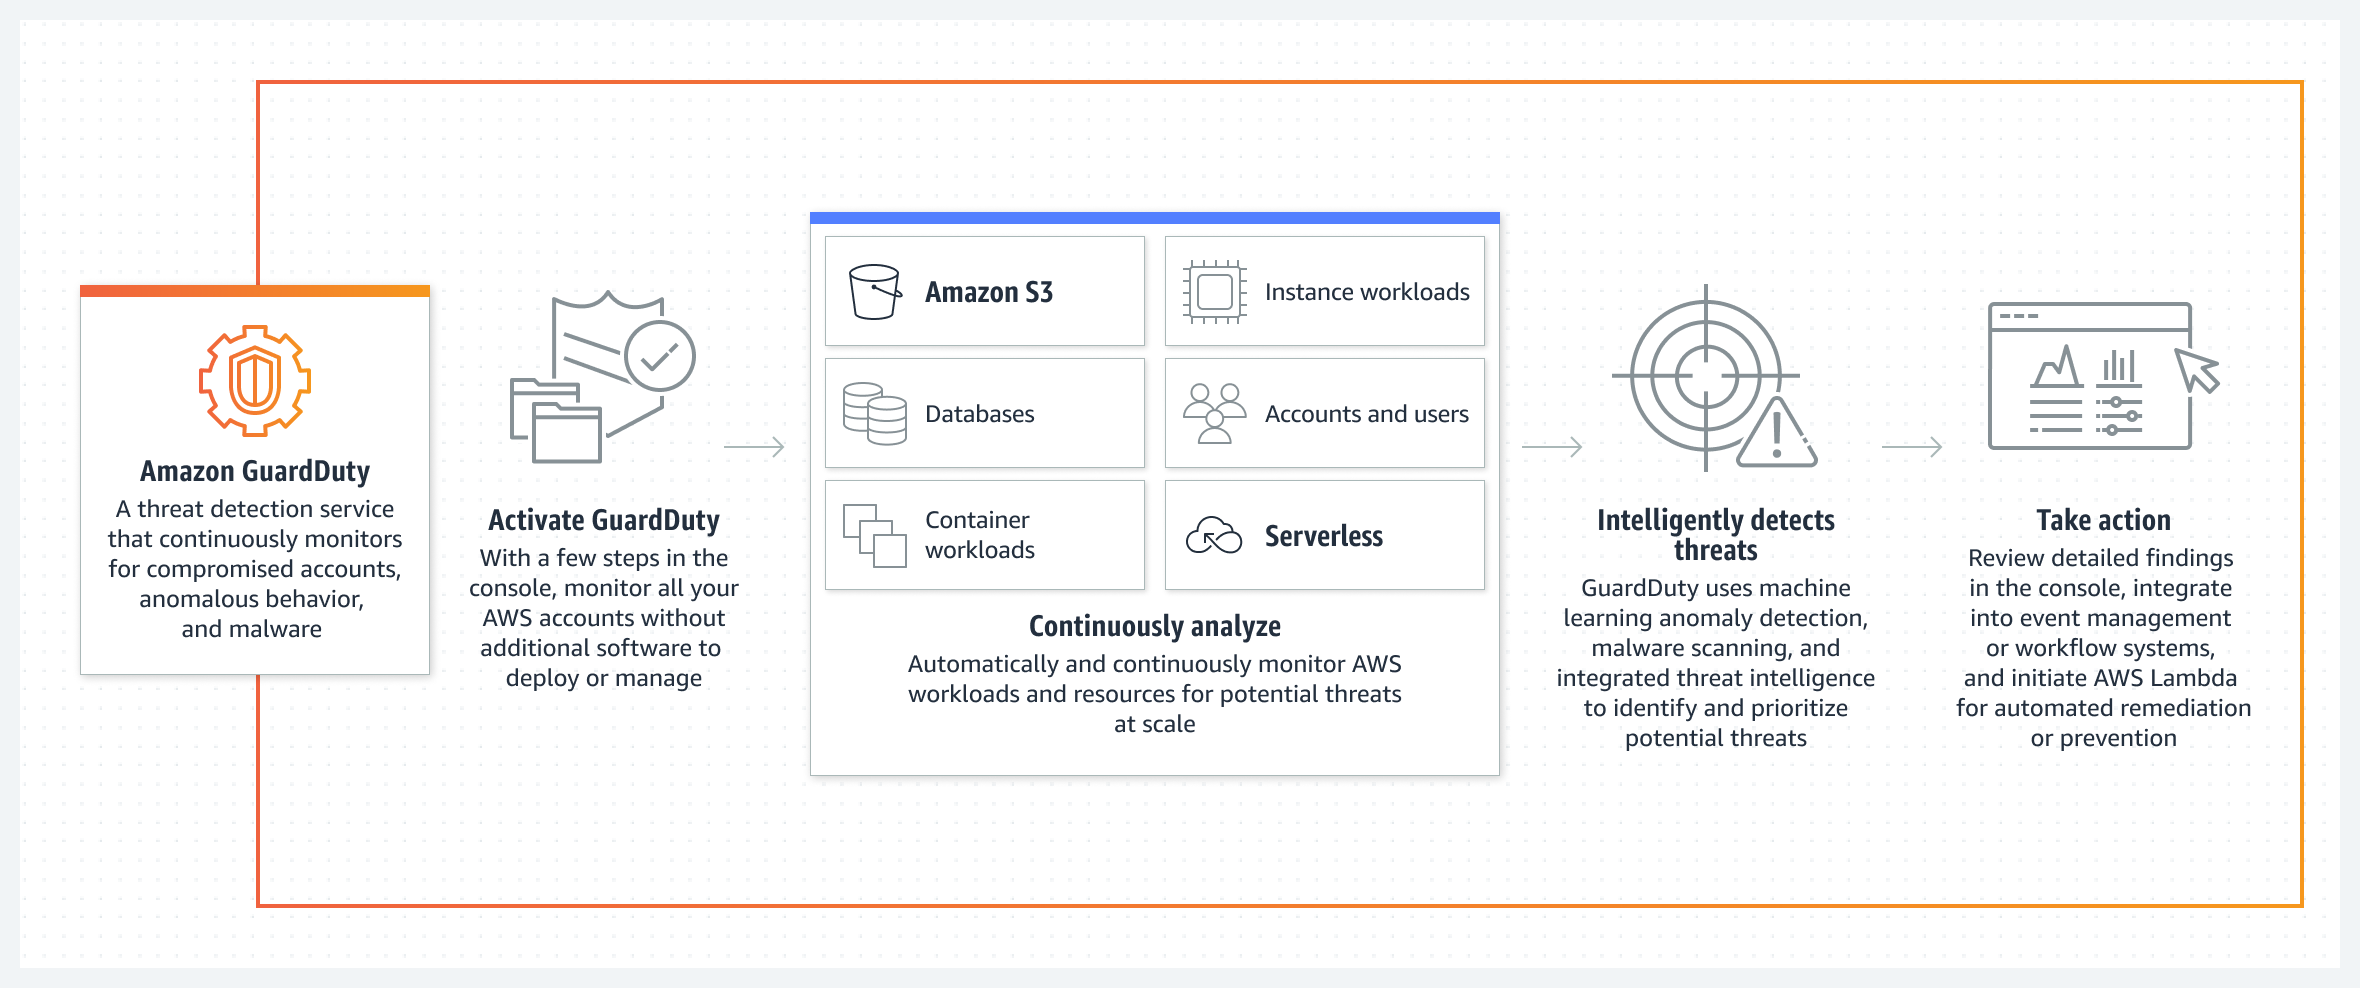 Amazon GuardDuty
A threat detection service
that continuously monitors
for compromised accounts,
anomalous behavior,
and malware
Activate GuardDuty
With a few steps in the
console, monitor all your
AWS accounts without
additional software to
deploy or manage
Amazon S3
Instance workloads
Databases
Accounts and users
Container
workloads
Serverless
Continuously analyze
Automatically and continuously monitor AWS
workloads and resources for potential threats
at scale
Intelligently detects
threats
GuardDuty uses machine
learning anomaly detection,
malware scanning, and
integrated threat intelligence
to identify and prioritize
potential threats
Take action
Review detailed findings
in the console, integrate
into event management
or workflow systems,
and initiate AWS Lambda
for automated remediation
or prevention